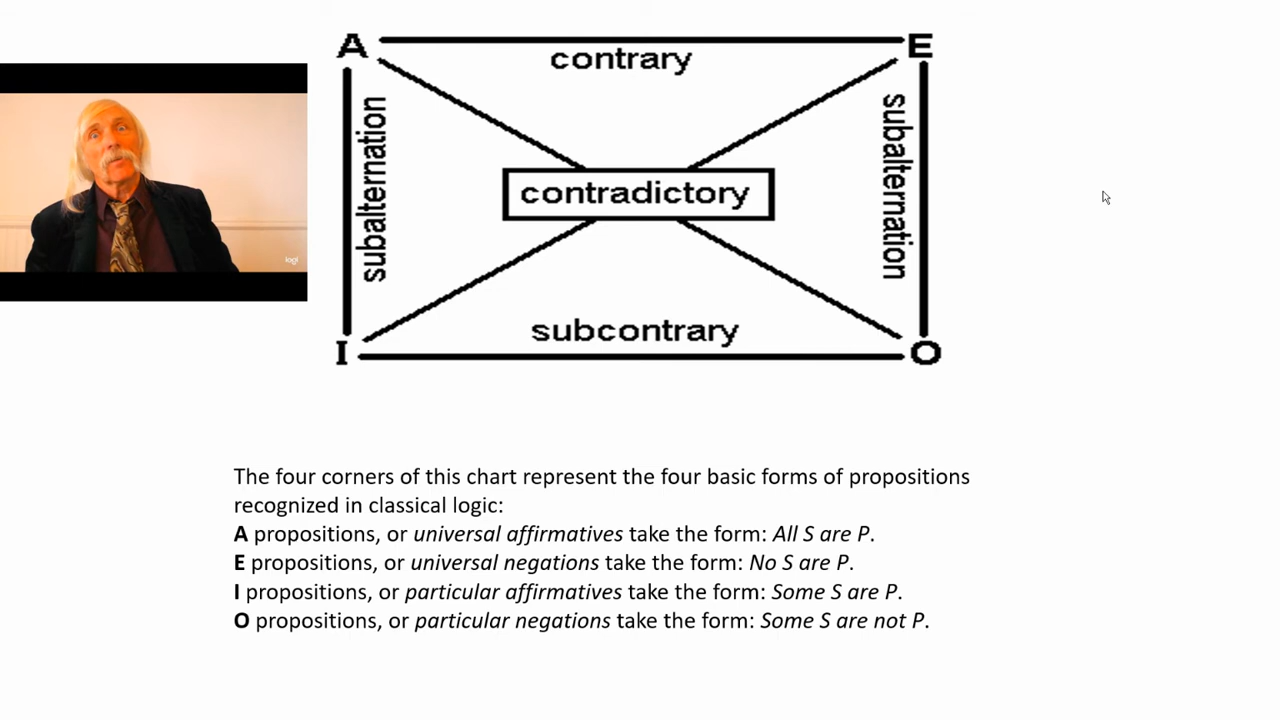 A
E
contrary
subalternation
subalternation
contradictory
logi
subcontrary
I
O
The four corners of this chart represent the four basic forms of propositions
recognized in classical logic:
A propositions, or universal affirmatives take the form: All S are P.
E propositions, or universal negations take the form: No S are P.
I propositions, or particular affirmatives take the form: Some S are P.
O propositions, or particular negations take the form: Some S are not P.